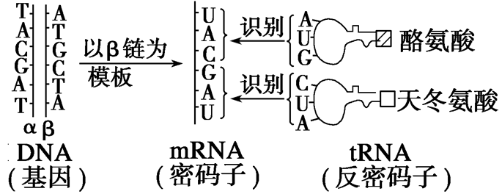 T A
A T
C G
G C
A T
T A
α β
以β链为
模板
U
A
C
G
A
U
识别
识别
A
U
G
酪氨酸
C
U
A
天冬氨酸
DNA
(基因)
mRNA
(密码子)
tRNA
(反密码子)